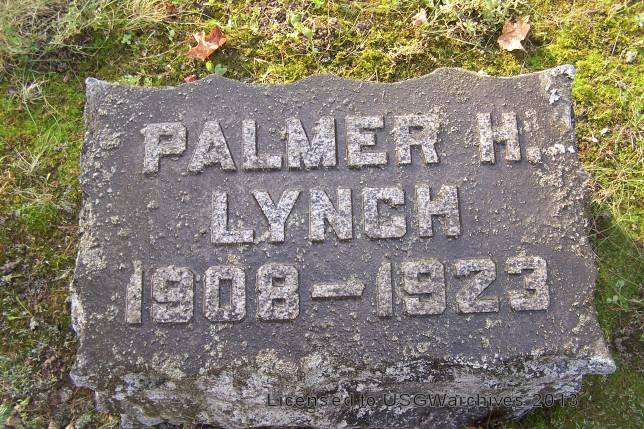 PALMER H.
LYNCH
1908-1923
Licensed to USGWarchives 2013